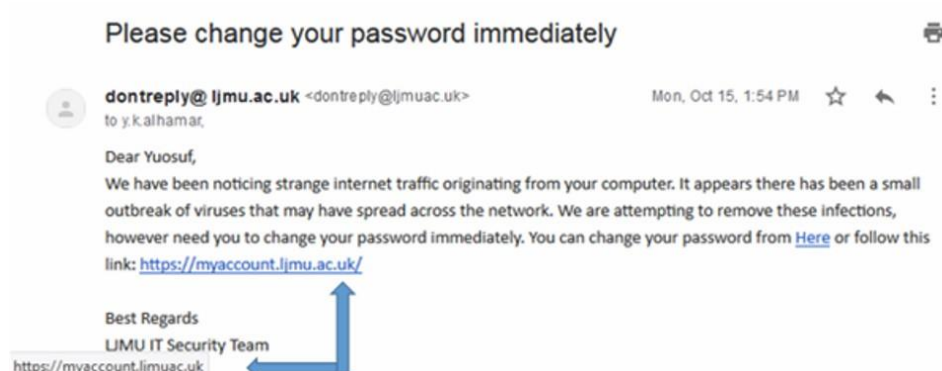 Please change your password immediately
dontreply@ ljmu.ac.uk <dontreply@ljmuac.uk>
Mon, Oct 15, 1:54 PM
to y.k.alhamar,
Dear Yuosuf,
We have been noticing strange internet traffic originating from your computer. It appears there has been a small
outbreak of viruses that may have spread across the network. We are attempting to remove these infections,
however need you to change your password immediately. You can change your password from Here or follow this
link: https://myaccount.ljmu.ac.uk/
Best Regards
LJMU IT Security Team
https://myaccount.ljmuac.uk